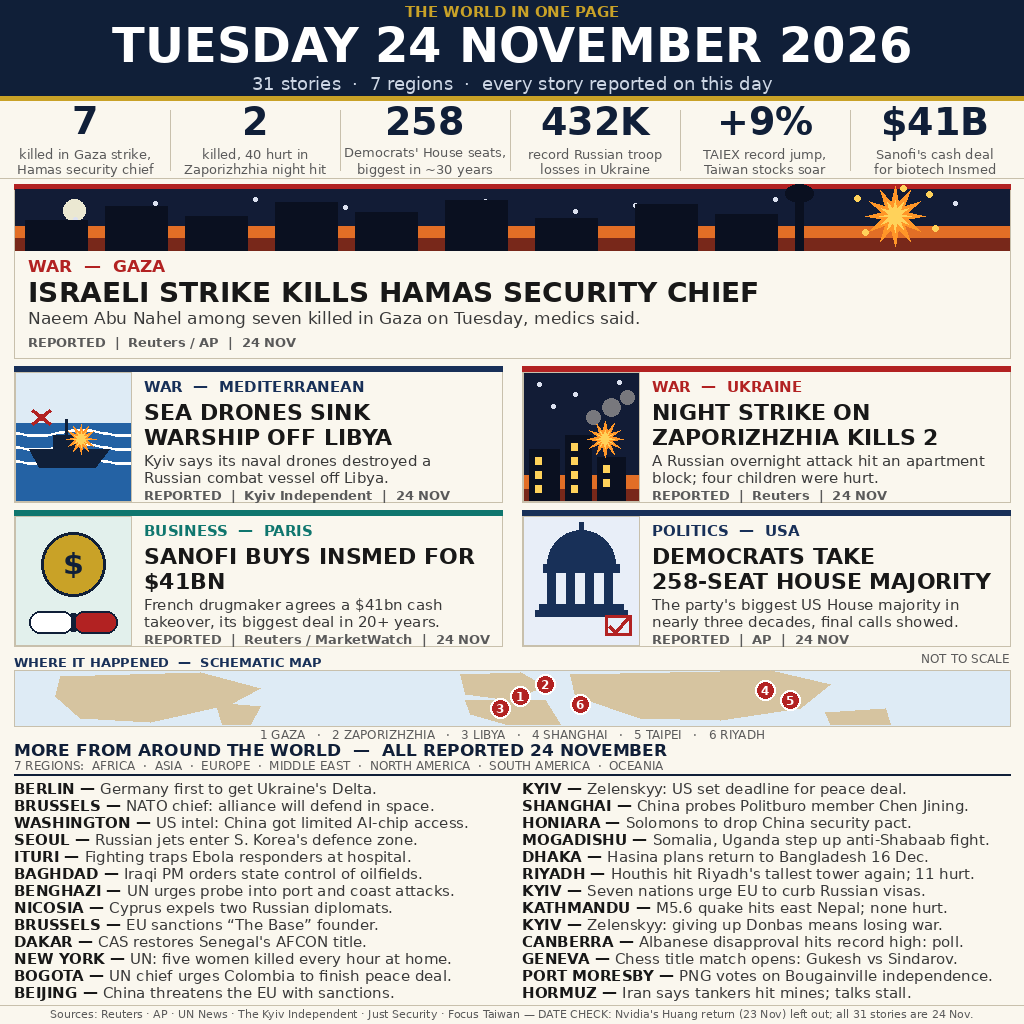 THE WORLD IN ONE PAGE
TUESDAY 24 NOVEMBER 2026
31 stories · 7 regions · every story reported on this day
7
killed in Gaza strike,
Hamas security chief
2
killed, 40 hurt in
Zaporizhzhia night hit
258
Democrats' House seats,
biggest in ~30 years
432K
record Russian troop
losses in Ukraine
+9%
TAIEX record jump,
Taiwan stocks soar
$41B
Sanofi's cash deal
for biotech Insmed
WAR — GAZA
ISRAELI STRIKE KILLS HAMAS SECURITY CHIEF
Naeem Abu Nahel among seven killed in Gaza on Tuesday, medics said.
REPORTED | Reuters / AP | 24 NOV
WAR — MEDITERRANEAN
SEA DRONES SINK
WARSHIP OFF LIBYA
Kyiv says its naval drones destroyed a
Russian combat vessel off Libya.
REPORTED | Kyiv Independent | 24 NOV
WAR — UKRAINE
NIGHT STRIKE ON
ZAPORIZHZHIA KILLS 2
A Russian overnight attack hit an apartment
block; four children were hurt.
REPORTED | Reuters | 24 NOV
$
BUSINESS — PARIS
SANOFI BUYS INSMED FOR
$41BN
French drugmaker agrees a $41bn cash
takeover, its biggest deal in 20+ years.
REPORTED | Reuters / MarketWatch | 24 NOV
POLITICS — USA
DEMOCRATS TAKE
258-SEAT HOUSE MAJORITY
The party's biggest US House majority in
nearly three decades, final calls showed.
REPORTED | AP | 24 NOV
WHERE IT HAPPENED — SCHEMATIC MAP
NOT TO SCALE
1
2
3
4
5
6
1 GAZA · 2 ZAPORIZHZHIA · 3 LIBYA · 4 SHANGHAI · 5 TAIPEI · 6 RIYADH
MORE FROM AROUND THE WORLD — ALL REPORTED 24 NOVEMBER
7 REGIONS: AFRICA · ASIA · EUROPE · MIDDLE EAST · NORTH AMERICA · SOUTH AMERICA · OCEANIA
BERLIN — Germany first to get Ukraine's Delta.
BRUSSELS — NATO chief: alliance will defend in space.
WASHINGTON — US intel: China got limited AI-chip access.
SEOUL — Russian jets enter S. Korea's defence zone.
ITURI — Fighting traps Ebola responders at hospital.
BAGHDAD — Iraqi PM orders state control of oilfields.
BENGHAZI — UN urges probe into port and coast attacks.
NICOSIA — Cyprus expels two Russian diplomats.
BRUSSELS — EU sanctions “The Base” founder.
DAKAR — CAS restores Senegal's AFCON title.
NEW YORK — UN: five women killed every hour at home.
BOGOTA — UN chief urges Colombia to finish peace deal.
BEIJING — China threatens the EU with sanctions.
KYIV — Zelenskyy: US set deadline for peace deal.
SHANGHAI — China probes Politburo member Chen Jining.
HONIARA — Solomons to drop China security pact.
MOGADISHU — Somalia, Uganda step up anti-Shabaab fight.
DHAKA — Hasina plans return to Bangladesh 16 Dec.
RIYADH — Houthis hit Riyadh's tallest tower again; 11 hurt.
KYIV — Seven nations urge EU to curb Russian visas.
KATHMANDU — M5.6 quake hits east Nepal; none hurt.
KYIV — Zelenskyy: giving up Donbas means losing war.
CANBERRA — Albanese disapproval hits record high: poll.
GENEVA — Chess title match opens: Gukesh vs Sindarov.
PORT MORESBY — PNG votes on Bougainville independence.
HORMUZ — Iran says tankers hit mines; talks stall.
Sources: Reuters · AP · UN News · The Kyiv Independent · Just Security · Focus Taiwan — DATE CHECK: Nvidia's Huang return (23 Nov) left out; all 31 stories are 24 Nov.